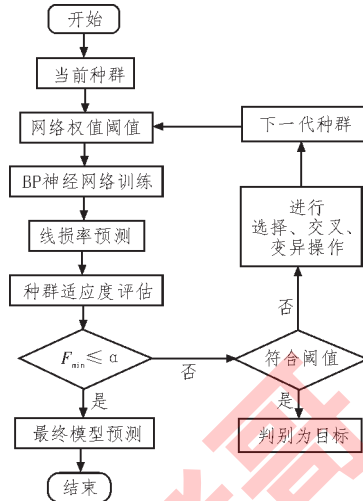 开始
当前种群
网络权值阈值
下一代种群
BP神经网络训练
进行
选择、交叉、
变异操作
线损率预测
种群适应度评估
否
F_min ≤ α
否
符合阈值
是
是
最终模型预测
判别为目标
结束